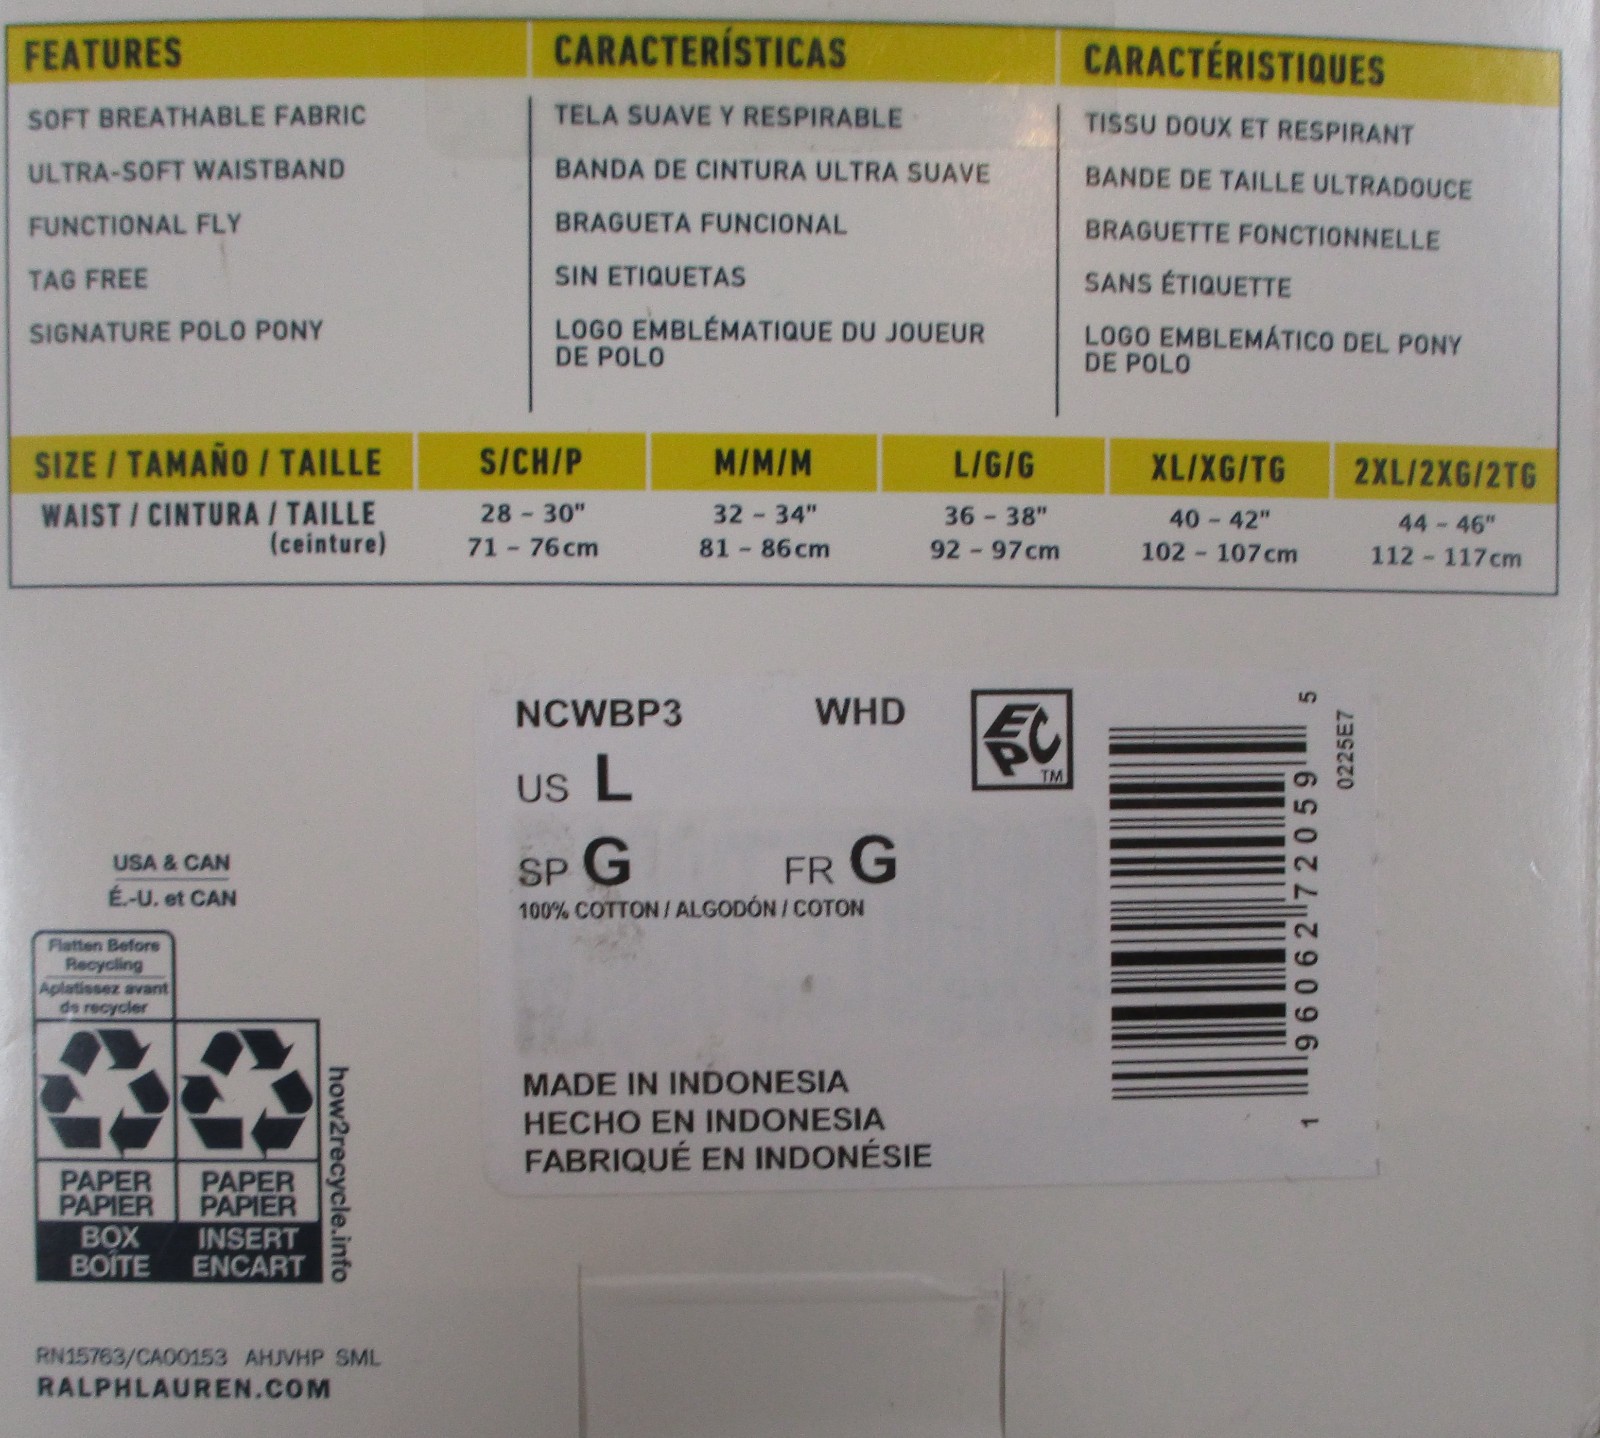 FEATURES
SOFT BREATHABLE FABRIC
ULTRA-SOFT WAISTBAND
FUNCTIONAL FLY
TAG FREE
SIGNATURE POLO PONY
CARACTERÍSTICAS
TELA SUAVE Y RESPIRABLE
BANDA DE CINTURA ULTRA SUAVE
BRAGUETA FUNCIONAL
SIN ETIQUETAS
LOGO EMBLÉMATIQUE DU JOUEUR
DE POLO
CARACTÉRISTIQUES
TISSU DOUX ET RESPIRANT
BANDE DE TAILLE ULTRADOUCE
BRAGUETTE FONCTIONNELLE
SANS ÉTIQUETTE
LOGO EMBLEMÁTICO DEL PONY
DE POLO
SIZE / TAMAÑO / TAILLE S/CH/P M/M/M L/G/G XL/XG/TG 2XL/2XG/2TG
WAIST / CINTURA / TAILLE 28 – 30" 32 – 34" 36 – 38" 40 – 42" 44 – 46"
(ceinture) 71 – 76cm 81 – 86cm 92 – 97cm 102 – 107cm 112 – 117cm
NCWBP3 WHD
EPC TM
US L
SP G FR G
100% COTTON / ALGODÓN / COTON
MADE IN INDONESIA
HECHO EN INDONESIA
FABRIQUÉ EN INDONÉSIE
1 96062 72059 5
0225E7
USA & CAN
É.-U. et CAN
Flatten Before
Recycling
Aplatissez avant
de recycler
PAPER PAPER
PAPIER PAPIER
BOX INSERT
BOÎTE ENCART
how2recycle.info
RN15763/CA00153 AHJVHP SML
RALPHLAUREN.COM